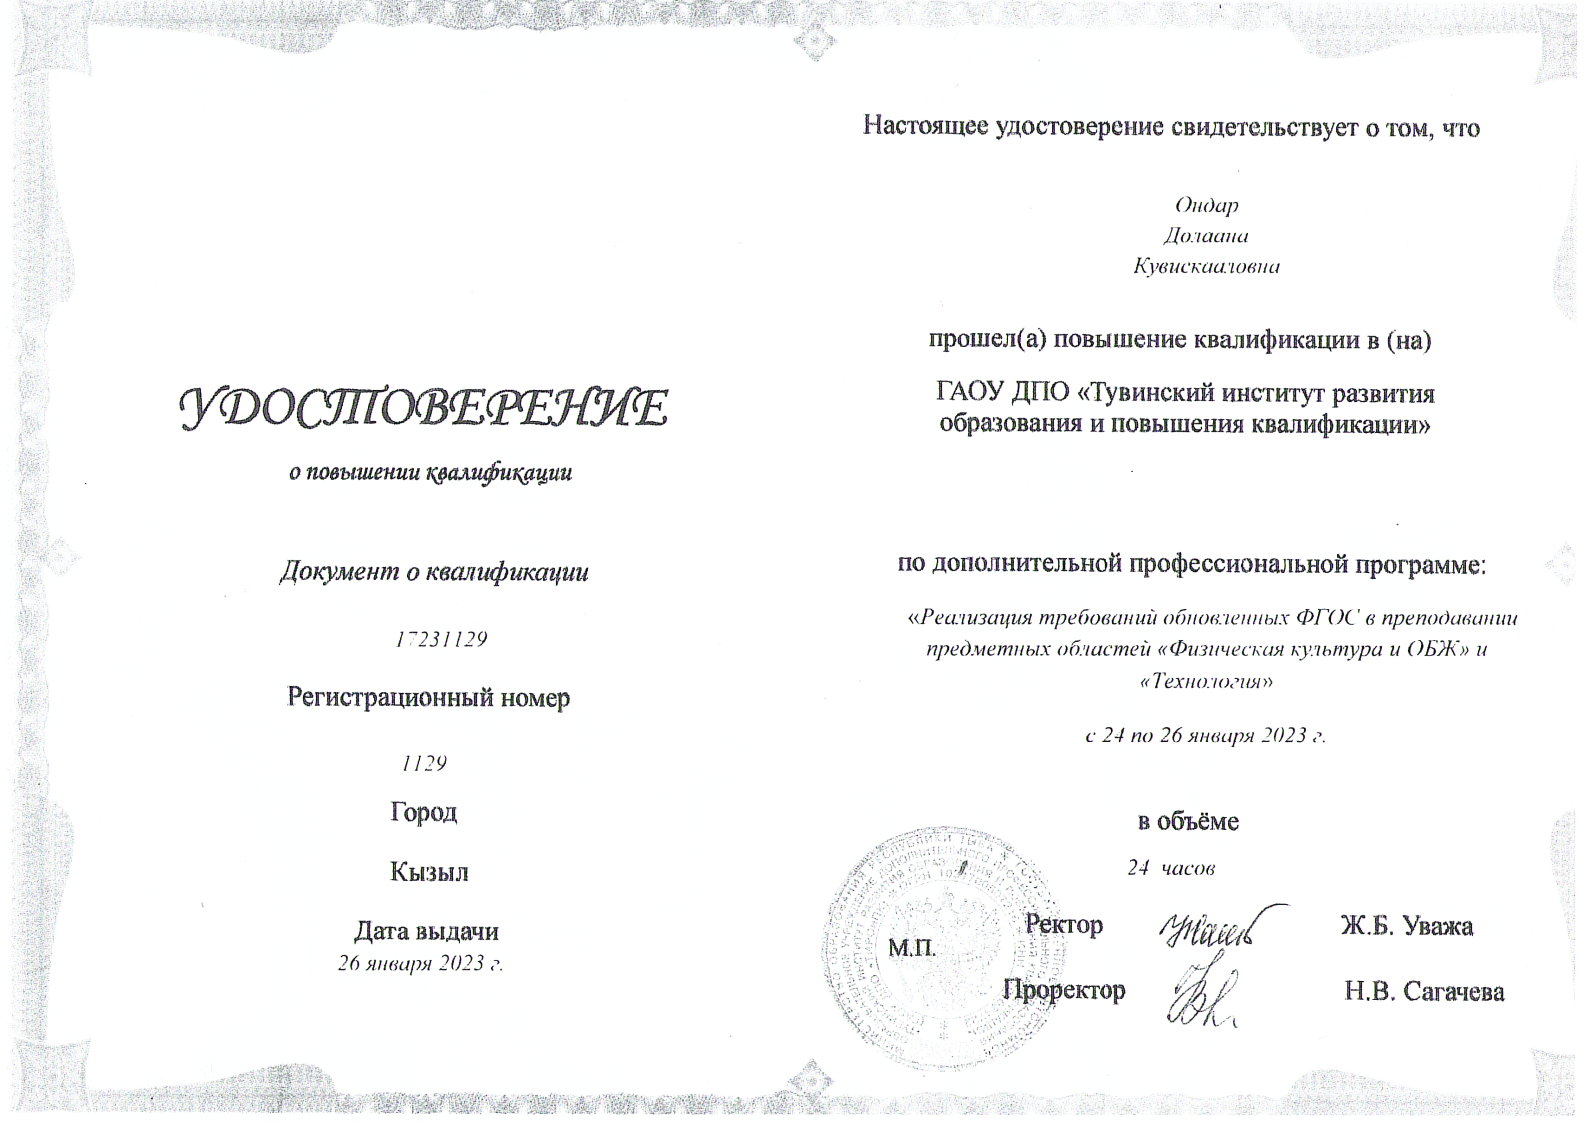 УДОСТОВЕРЕНИЕ
о повышении квалификации
Документ о квалификации
17231129
Регистрационный номер
1129
Город
Кызыл
Дата выдачи
26 января 2023 г.
Настоящее удостоверение свидетельствует о том, что
Ондар
Долаана
Кувискааловна
прошел(а) повышение квалификации в (на)
ГАОУ ДПО «Тувинский институт развития
образования и повышения квалификации»
по дополнительной профессиональной программе:
«Реализация требований обновленных ФГОС в преподавании
предметных областей «Физическая культура и ОБЖ» и
«Технология»
с 24 по 26 января 2023 г.
в объёме
24 часов
Ректор Ж.Б. Уважа
М.П.
Проректор Н.В. Сагачева